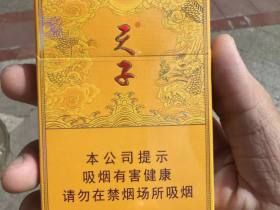 天子
本公司提示
吸烟有害健康
请勿在禁烟场所吸烟